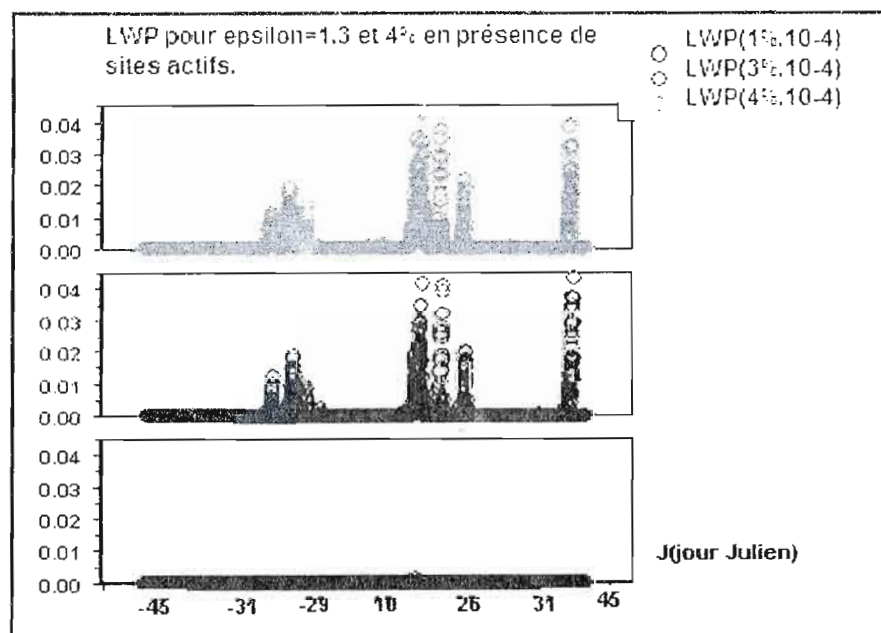 LWP pour epsilon=1.3 et 4% en présence de
sites actifs.
LWP(1%.10-4)
LWP(3%.10-4)
LWP(4%.10-4)
0.04
0.03
0.02
0.01
0.00
0.04
0.03
0.02
0.01
0.00
0.04
0.03
0.02
0.01
0.00
J(jour Julien)
-45 -31 -29 10 26 31 45